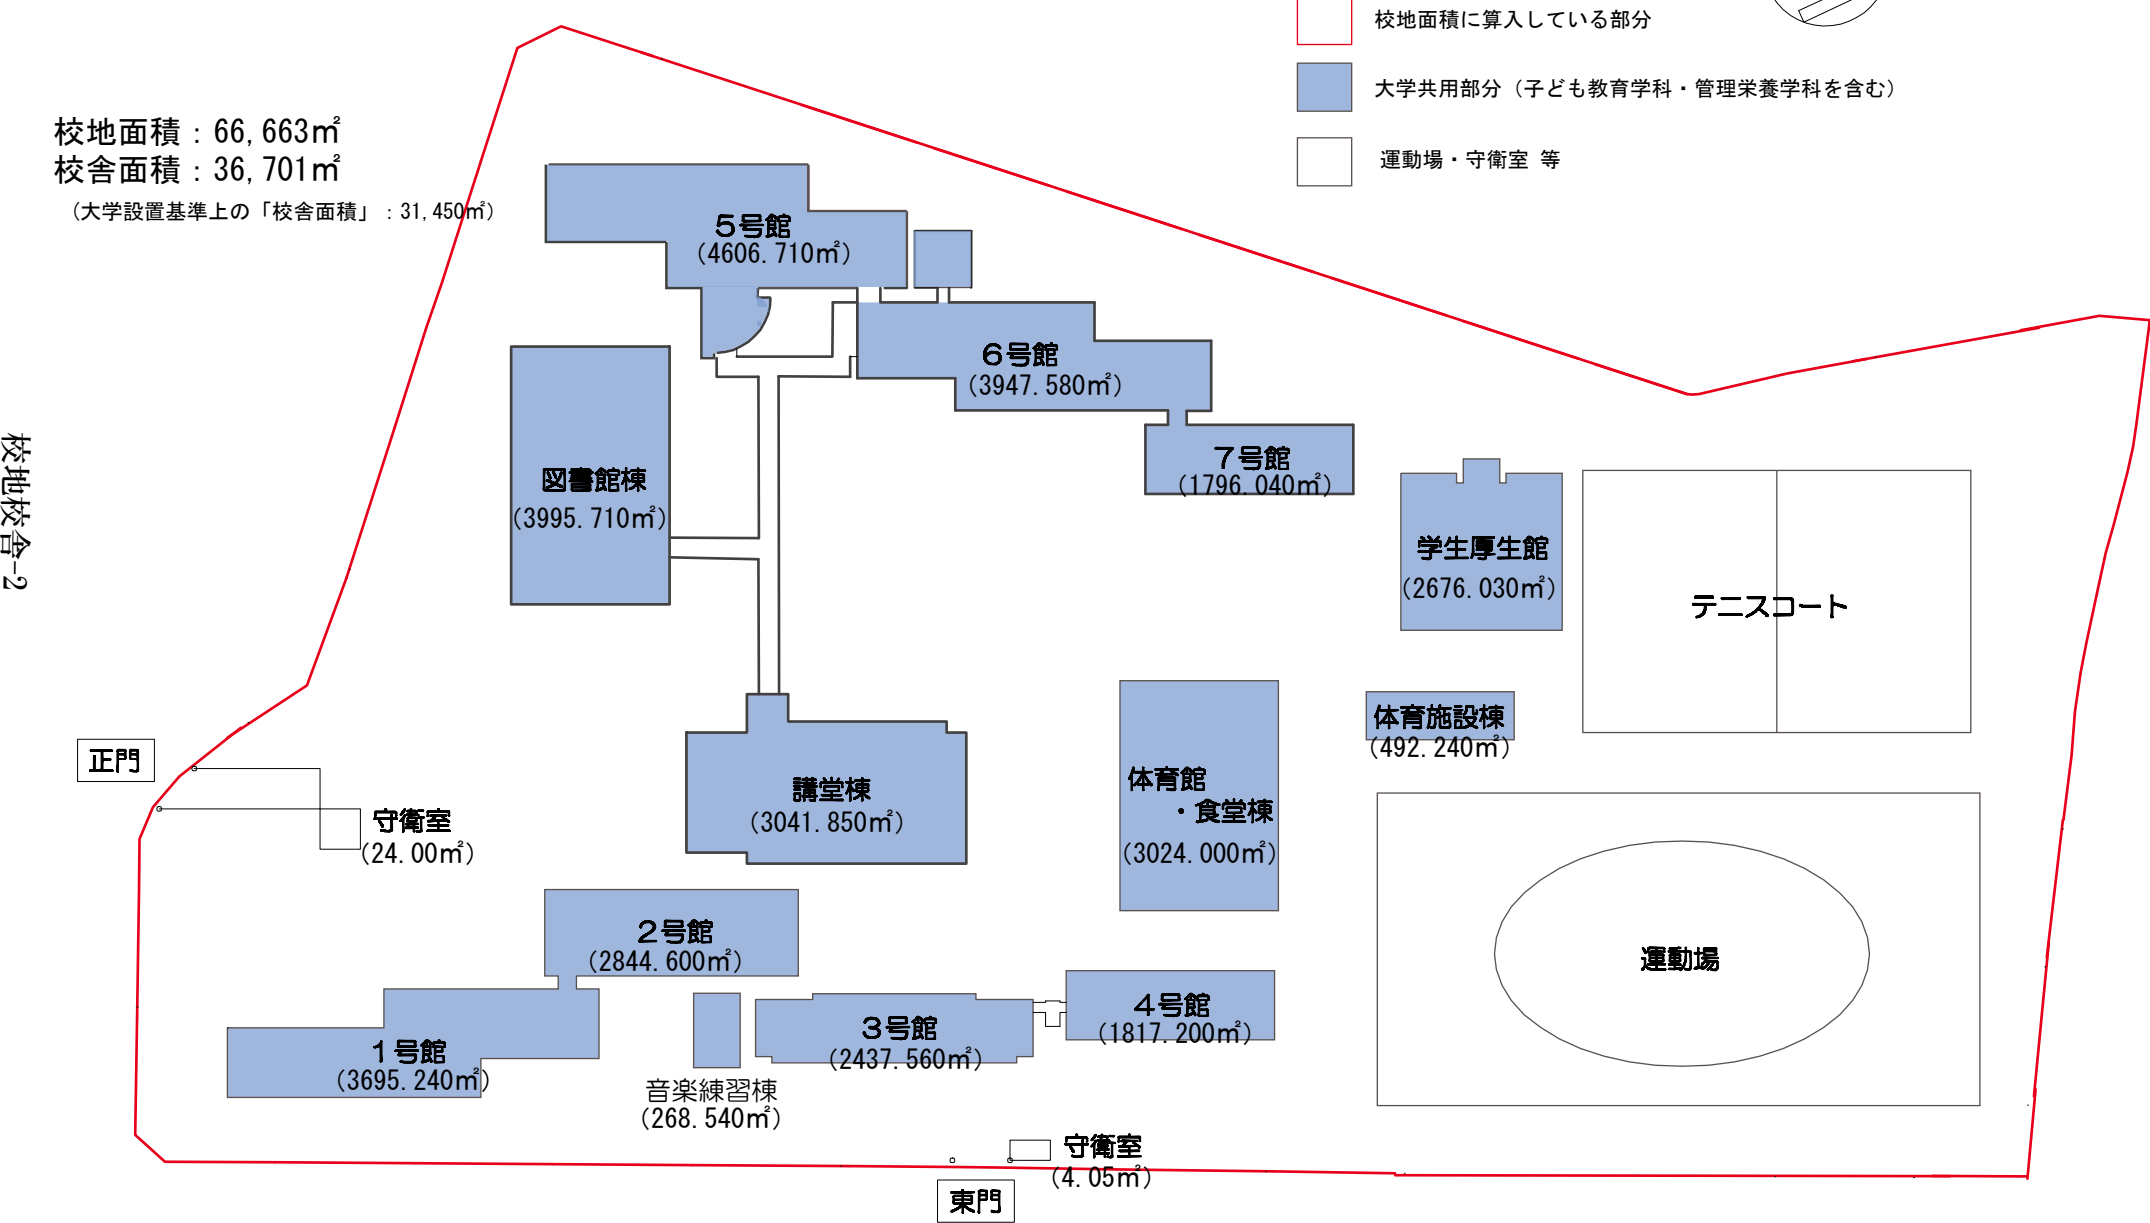 校地面積に算入している部分
大学共用部分（子ども教育学科・管理栄養学科を含む）
運動場・守衛室 等
校地面積：66,663㎡
校舎面積：36,701㎡
（大学設置基準上の「校舎面積」：31,450㎡）
5号館
（4606.710㎡）
6号館
（3947.580㎡）
7号館
（1796.040㎡）
図書館棟
（3995.710㎡）
学生厚生館
（2676.030㎡）
テニスコート
校地校舎-2
体育施設棟
（492.240㎡）
正門
守衛室
（24.00㎡）
講堂棟
（3041.850㎡）
体育館
・食堂棟
（3024.000㎡）
2号館
（2844.600㎡）
運動場
1号館
（3695.240㎡）
3号館
（2437.560㎡）
4号館
（1817.200㎡）
音楽練習棟
（268.540㎡）
守衛室
（4.05㎡）
東門